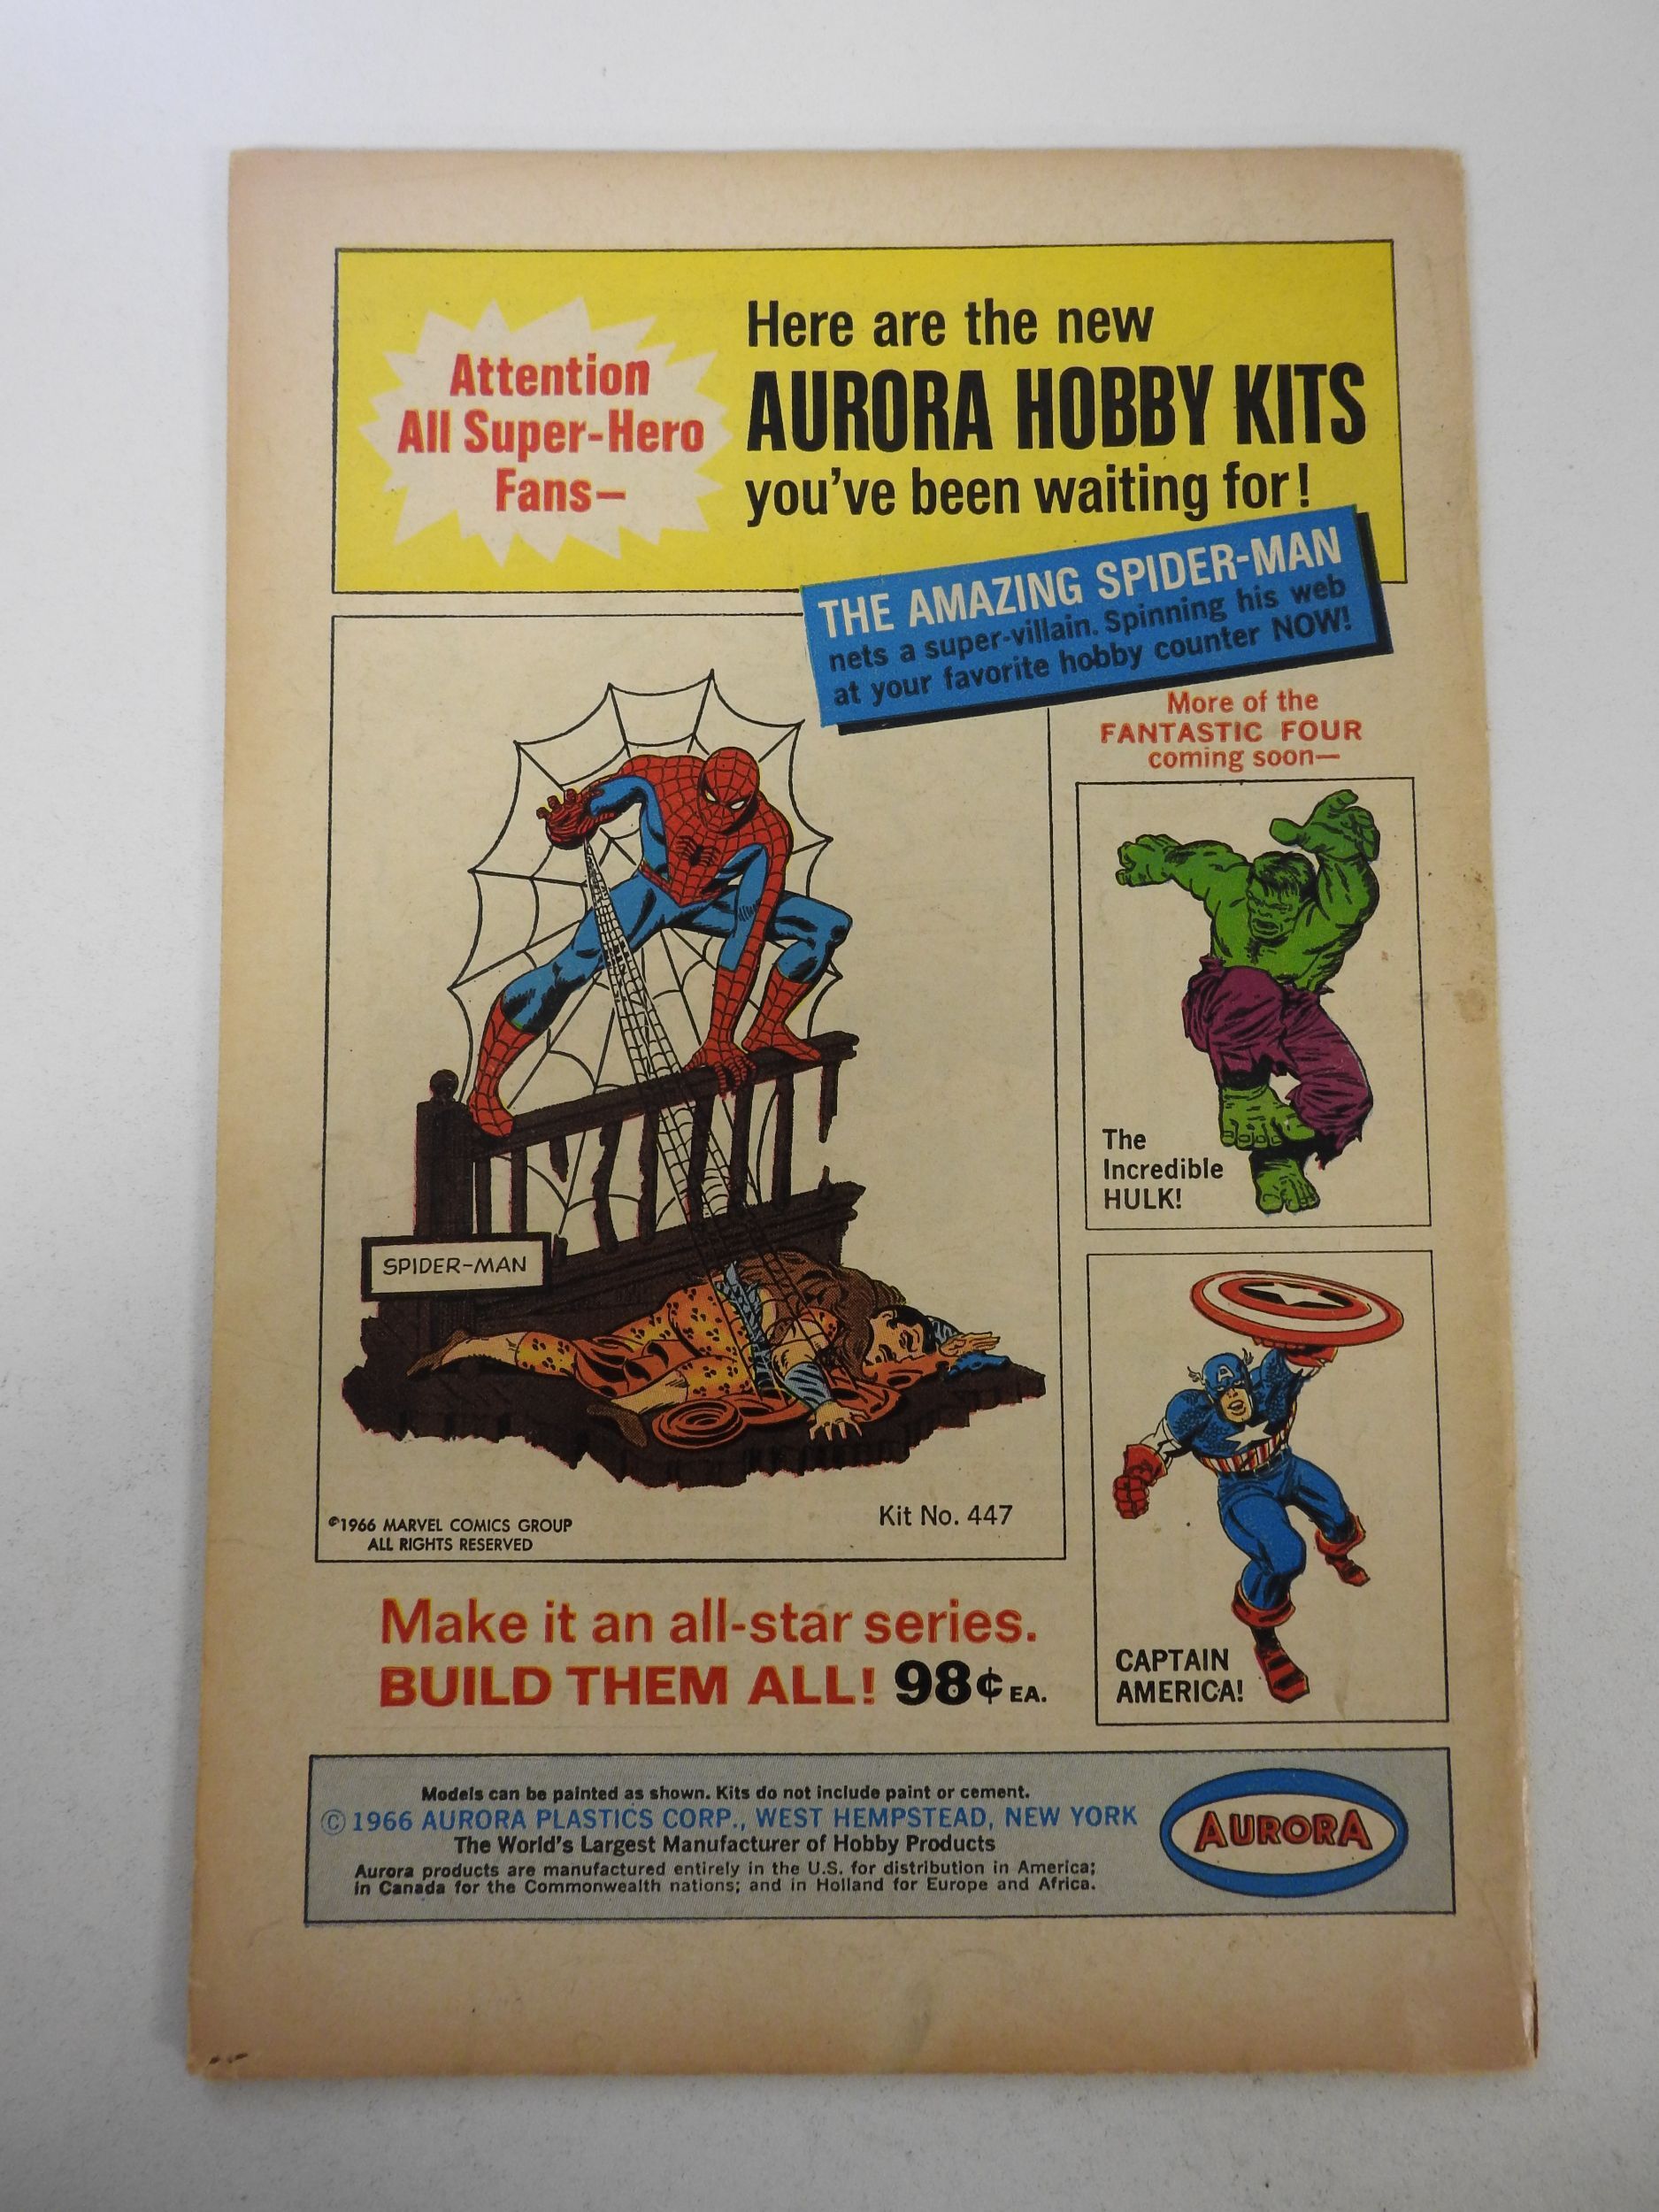 Attention
All Super-Hero
Fans—
Here are the new
AURORA HOBBY KITS
you've been waiting for!
THE AMAZING SPIDER-MAN
nets a super-villain. Spinning his web
at your favorite hobby counter NOW!
More of the
FANTASTIC FOUR
coming soon—
The
Incredible
HULK!
SPIDER-MAN
Kit No. 447
©1966 MARVEL COMICS GROUP
ALL RIGHTS RESERVED
A
CAPTAIN
AMERICA!
Make it an all-star series.
BUILD THEM ALL! 98¢ EA.
Models can be painted as shown. Kits do not include paint or cement.
© 1966 AURORA PLASTICS CORP., WEST HEMPSTEAD, NEW YORK
The World's Largest Manufacturer of Hobby Products
Aurora products are manufactured entirely in the U.S. for distribution in America;
in Canada for the Commonwealth nations; and in Holland for Europe and Africa.
AURORA